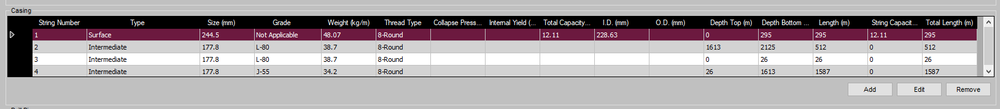 Casing
String Number Type Size (mm) Grade Weight (kg/m) Thread Type Collapse Press... Internal Yield (... Total Capacity... I.D. (mm) O.D. (mm) Depth Top (m) Depth Bottom ... Length (m) String Capacit... Total Length (m)
1 Surface 244.5 Not Applicable 48.07 8-Round 12.11 228.63 0 295 295 12.11 295
2 Intermediate 177.8 L-80 38.7 8-Round 1613 2125 512 0 512
3 Intermediate 177.8 L-80 38.7 8-Round 0 26 26 0 26
4 Intermediate 177.8 J-55 34.2 8-Round 26 1613 1587 0 1587
Add Edit Remove